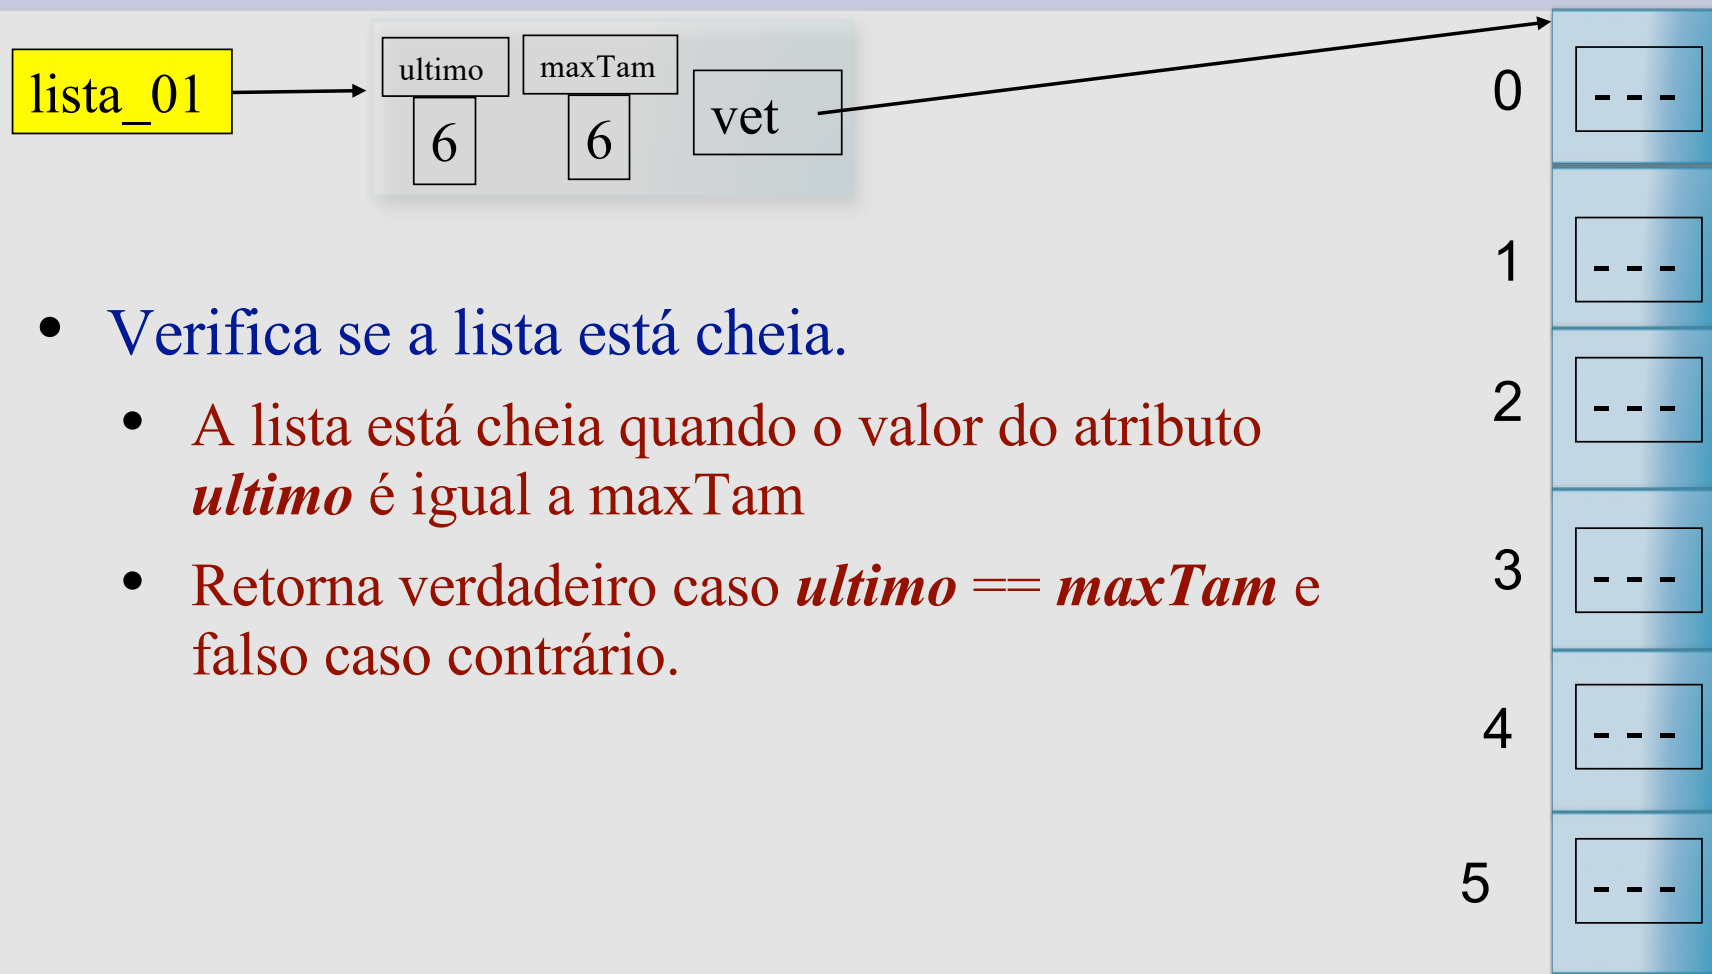 lista_01
ultimo
maxTam
6
6
vet
0
- - -
1
- - -
2
- - -
3
- - -
4
- - -
5
- - -
• Verifica se a lista está cheia.
• A lista está cheia quando o valor do atributo
ultimo é igual a maxTam
• Retorna verdadeiro caso ultimo == maxTam e
falso caso contrário.